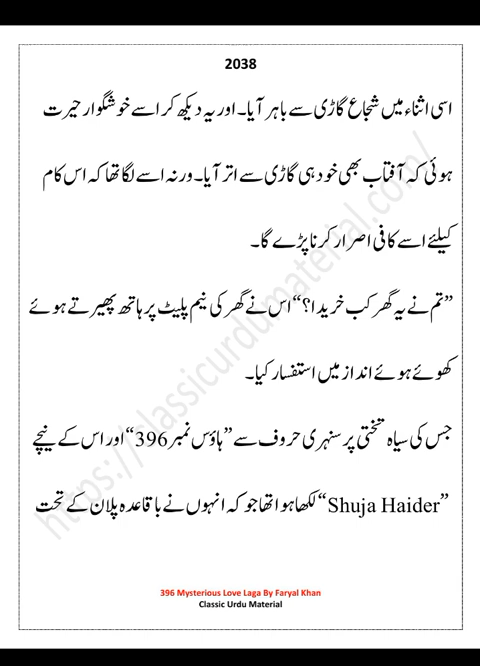 2038
اسی اثناء میں شجاع گاڑی سے باہر آیا۔ اور یہ دیکھ کر اسے خوشگوار حیرت
ہوئی کہ آفتاب بھی خود ہی گاڑی سے اتر آیا۔ ورنہ اسے لگا تھا کہ اس کام
کیلئے اسے کافی اصرار کرنا پڑے گا۔
”تم نے یہ گھر کب خریدا؟“ اس نے گھر کی نیم پلیٹ پر ہاتھ پھیرتے ہوئے
کھوئے ہوئے انداز میں استفسار کیا۔
جس کی سیاہ تختی پر سنہری حروف سے ”ہاؤس نمبر 396“ اور اس کے نیچے
”Shuja Haider“ لکھا ہوا تھا جو کہ انہوں نے باقاعدہ پلان کے تحت
https://classicurdumaterial.com/
396 Mysterious Love Laga By Faryal Khan
Classic Urdu Material